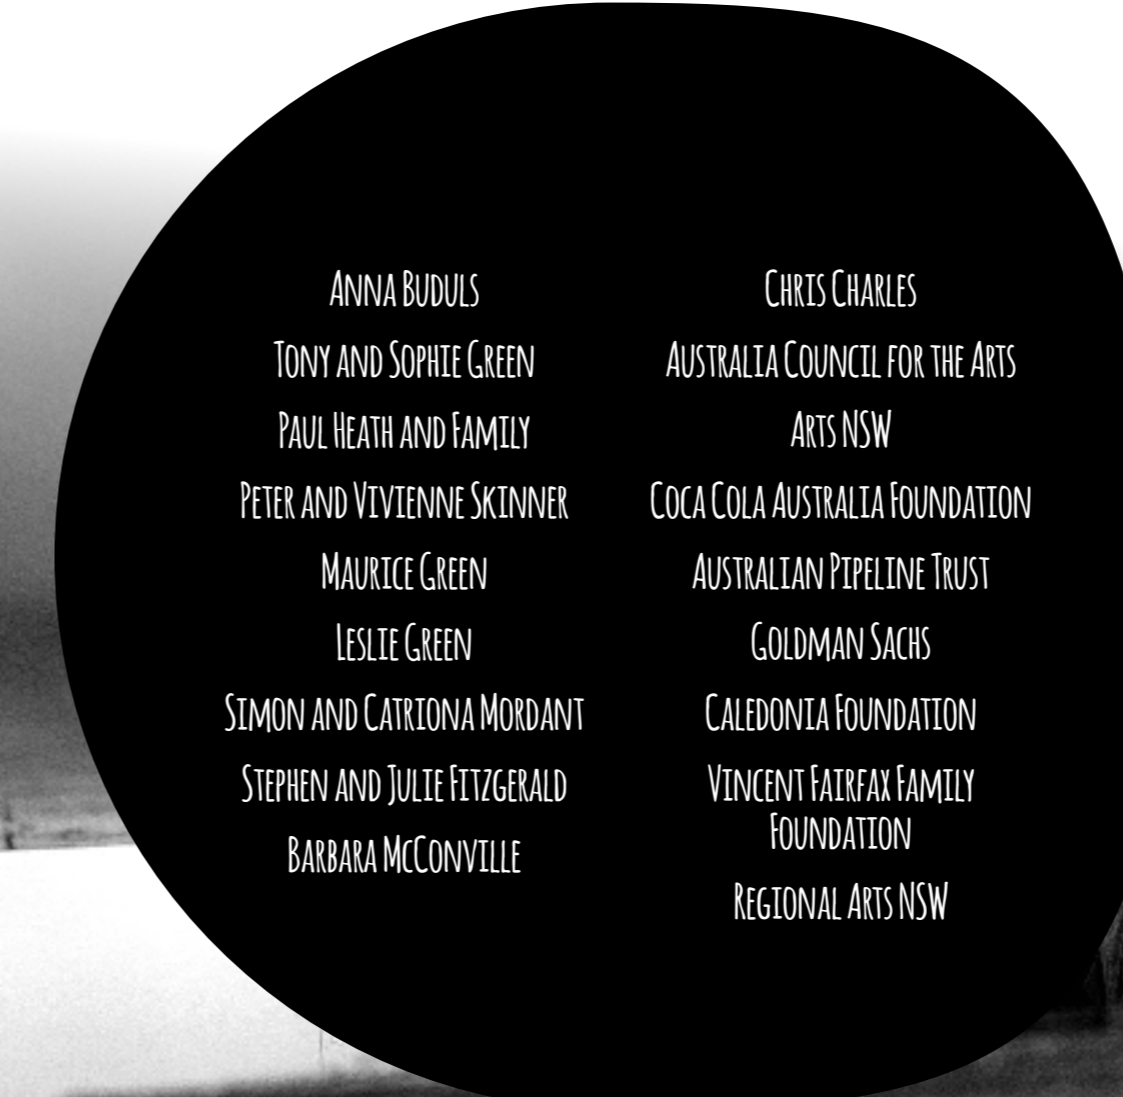 Anna Buduls
Tony and Sophie Green
Paul Heath and Family
Peter and Vivienne Skinner
Maurice Green
Leslie Green
Simon and Catriona Mordant
Stephen and Julie Fitzgerald
Barbara McConville
Chris Charles
Australia Council for the Arts
Arts NSW
Coca Cola Australia Foundation
Australian Pipeline Trust
Goldman Sachs
Caledonia Foundation
Vincent Fairfax Family
Foundation
Regional Arts NSW